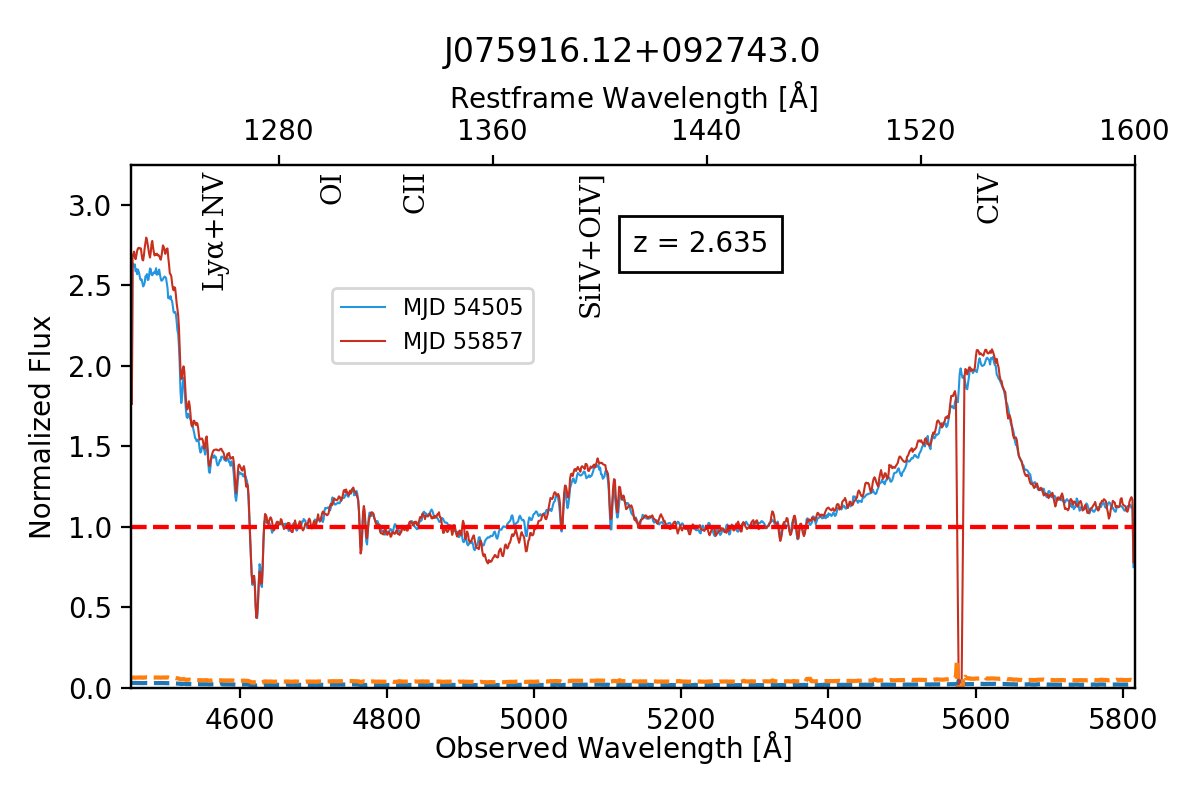 J075916.12+092743.0
Restframe Wavelength [Å]
1280 1360 1440 1520 1600
Lyα+NV
OI
CII
SiIV+OIV]
CIV
z = 2.635
MJD 54505
MJD 55857
Normalized Flux
3.0
2.5
2.0
1.5
1.0
0.5
0.0
4600 4800 5000 5200 5400 5600 5800
Observed Wavelength [Å]